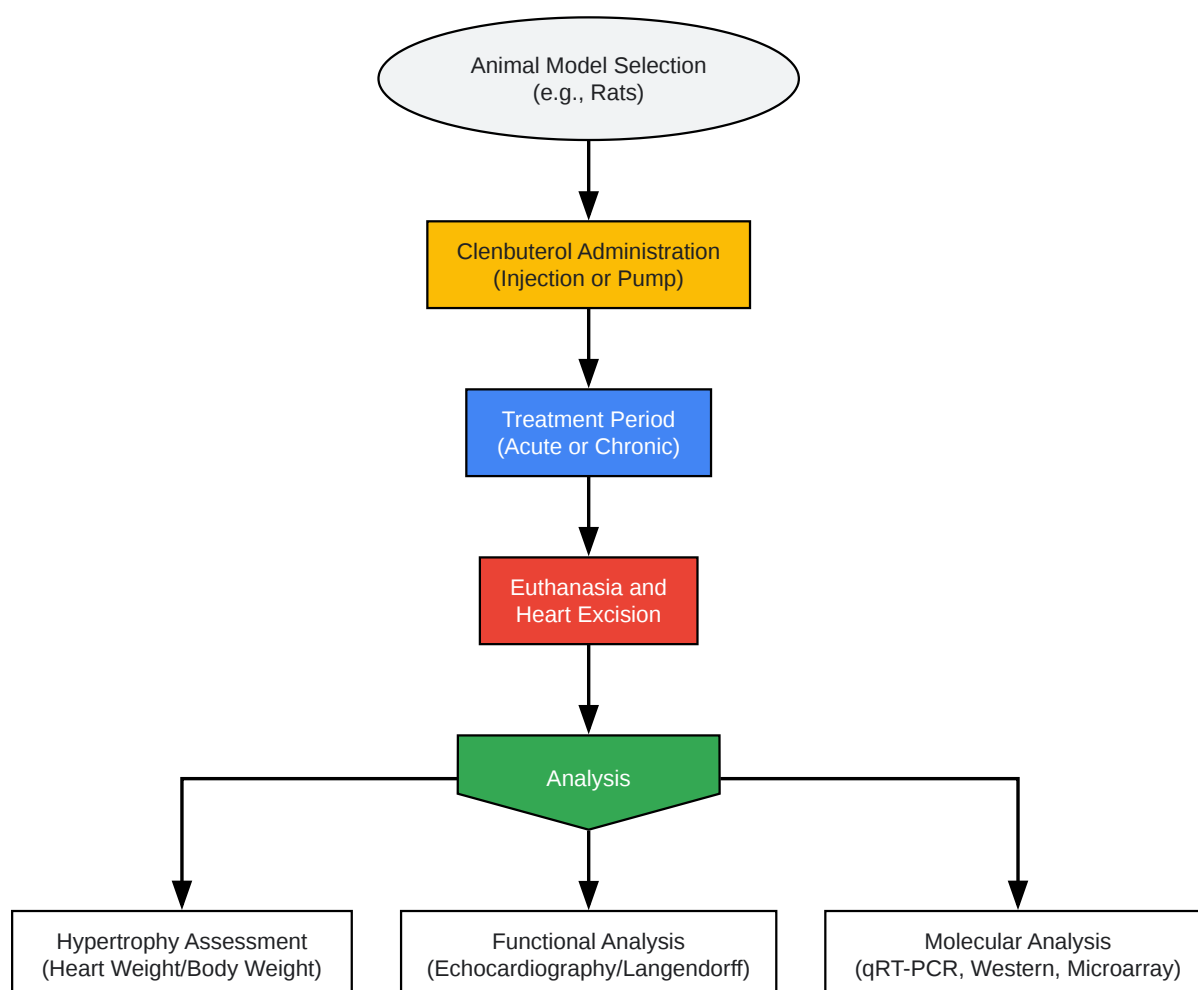 Animal Model Selection
(e.g., Rats)
Clenbuterol Administration
(Injection or Pump)
Treatment Period
(Acute or Chronic)
Euthanasia and
Heart Excision
Analysis
Hypertrophy Assessment
(Heart Weight/Body Weight)
Functional Analysis
(Echocardiography/Langendorff)
Molecular Analysis
(qRT-PCR, Western, Microarray)